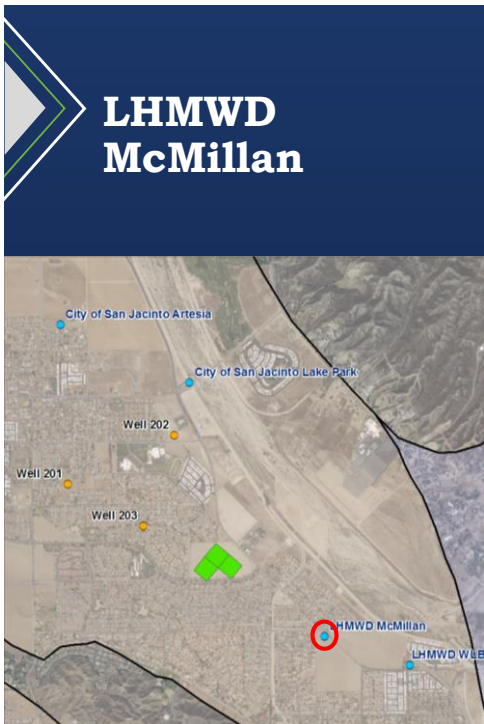 LHMWD
McMillan
City of San Jacinto Artesia
City of San Jacinto Lake Park
Well 202
Well 201
Well 203
LHMWD McMillan
LHMWD WLB